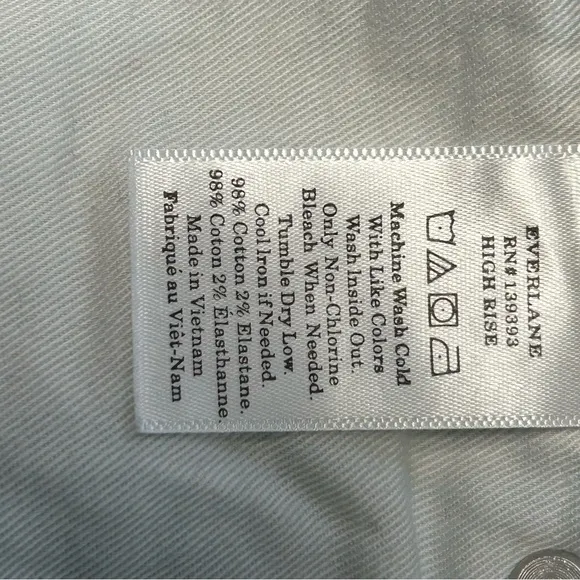 EVERLANE
RN# 139393
HIGH RISE
Machine Wash Cold
With Like Colors
Wash Inside Out.
Only Non-Chlorine
Bleach When Needed.
Tumble Dry Low.
Cool Iron if Needed.
98% Cotton 2% Elastane.
98% Coton 2% Élasthanne.
Made in Vietnam
Fabriqué au Viêt-Nam